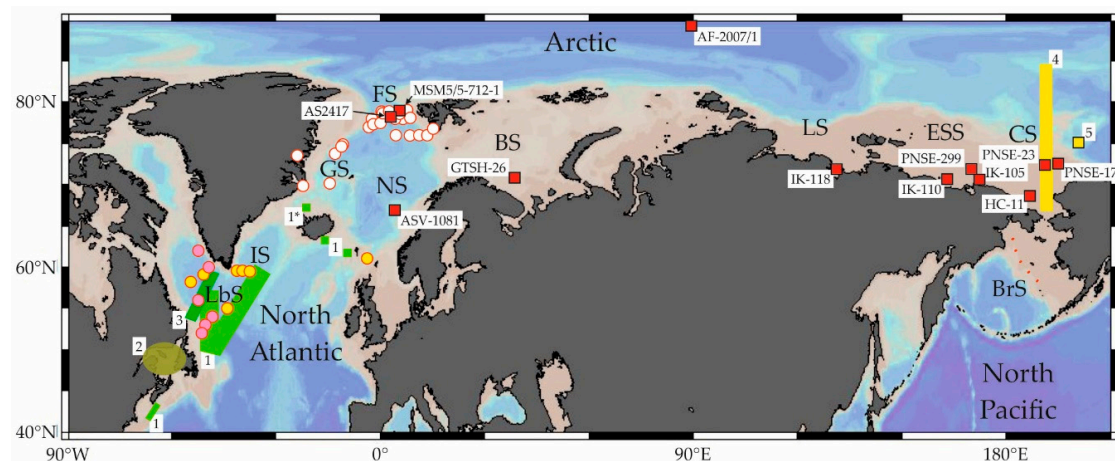 AF-2007/1
Arctic
4
MSM5/5-712-1
FS
80°N
AS2417
LS
ESS
CS
5
BS
PNSE-299
PNSE-23
GS
GTSH-26
IK-105
PNSE-17
IK-118
NS
IK-110
HC-11
1*
ASV-1081
1
IS
60°N
LbS
BrS
3
North
Atlantic
2
1
North
Pacific
1
40°N
90°W
0°
90°E
180°E